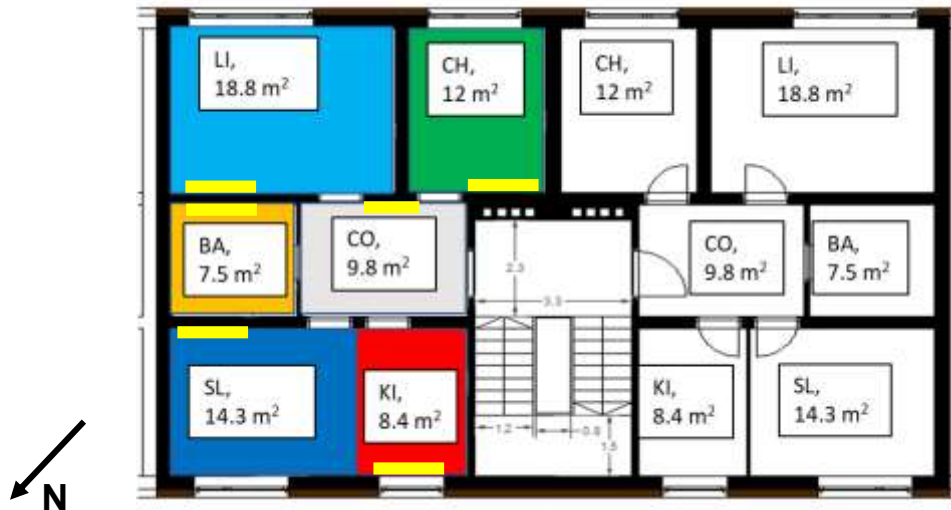 LI,
18.8 m²
CH,
12 m²
CH,
12 m²
LI,
18.8 m²
BA,
7.5 m²
CO,
9.8 m²
2.3
3.3
CO,
9.8 m²
BA,
7.5 m²
SL,
14.3 m²
KI,
8.4 m²
1.2
0.8
1.5
KI,
8.4 m²
SL,
14.3 m²
N